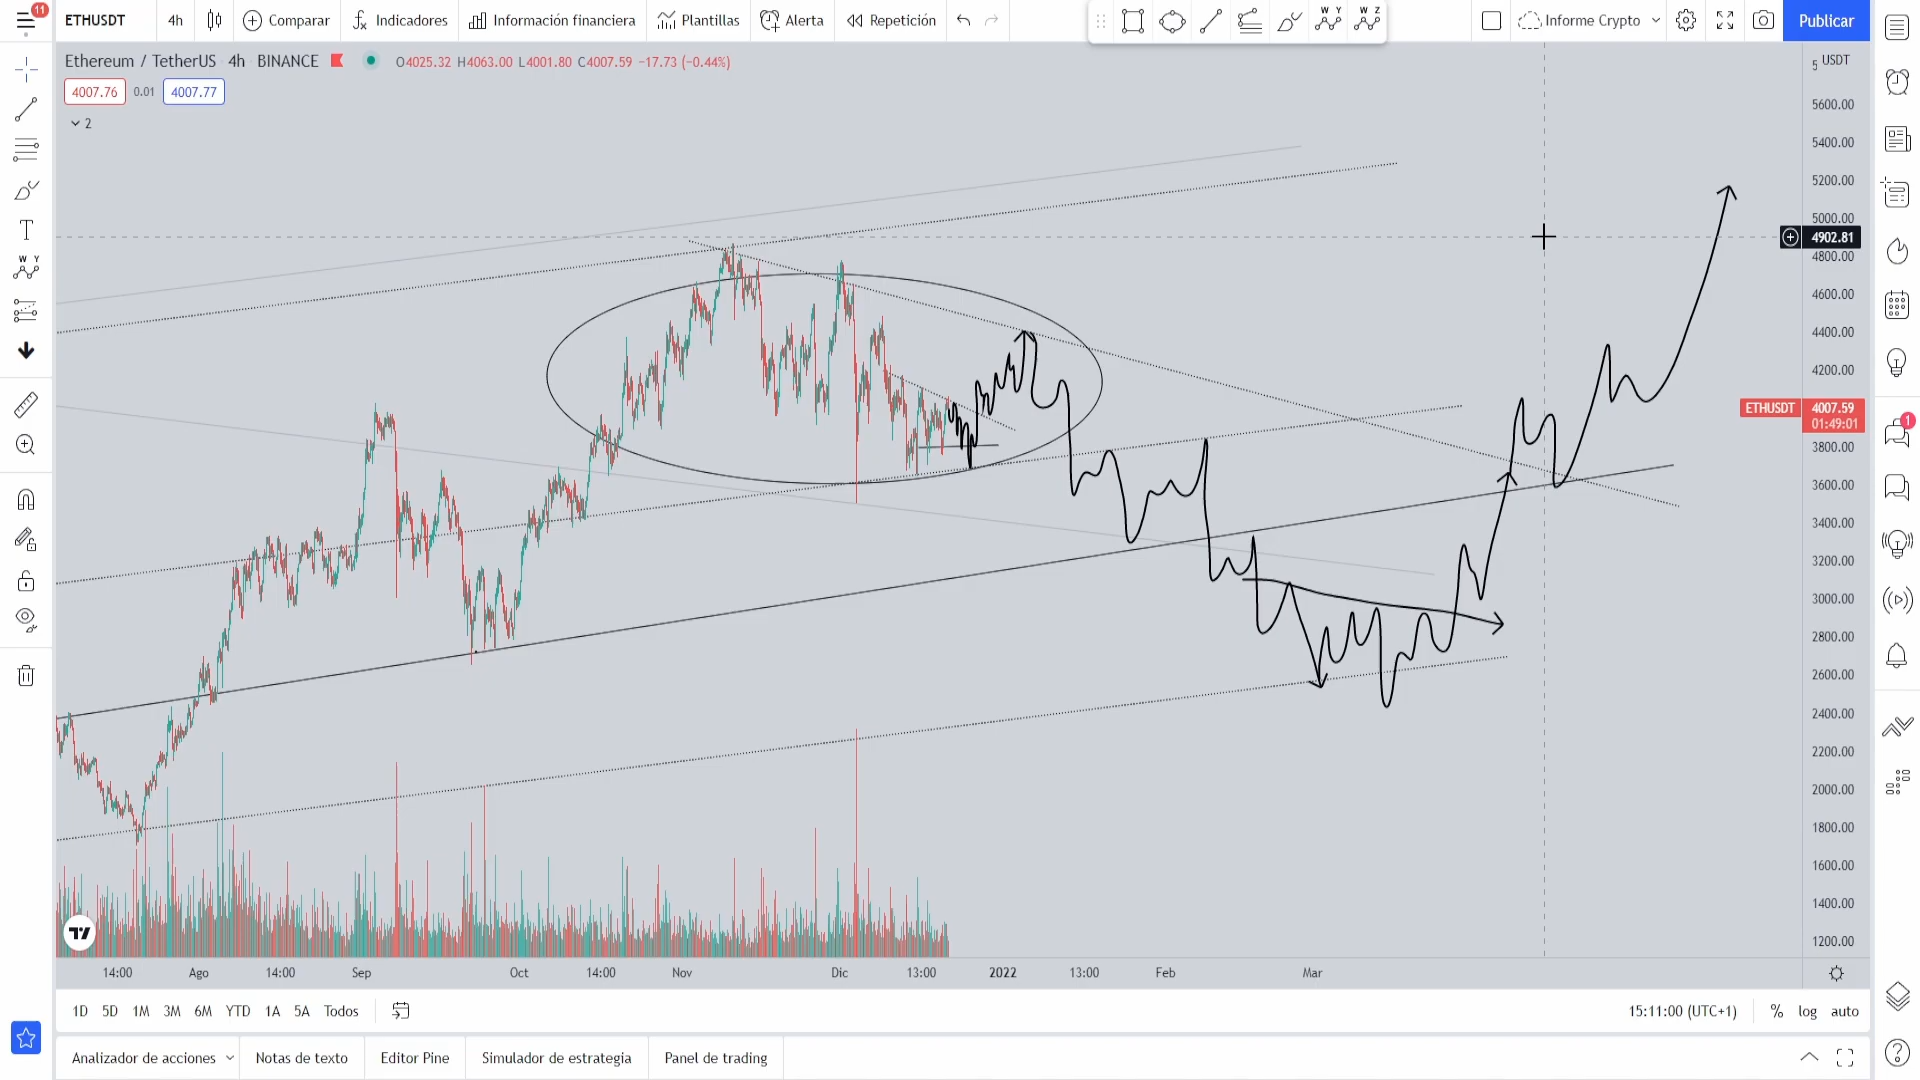 11
ETHUSDT
4h
Comparar
Indicadores
Información financiera
Plantillas
Alerta
Repetición
Informe Crypto
Publicar
Ethereum / TetherUS 4h BINANCE
O4025.32 H4063.00 L4001.80 C4007.59 −17.73 (−0.44%)
4007.76
0.01
4007.77
2
USDT
5600.00
5400.00
5200.00
5000.00
4902.81
4800.00
4600.00
4400.00
4200.00
ETHUSDT
4007.59
01:49:01
3800.00
3600.00
3400.00
3200.00
3000.00
2800.00
2600.00
2400.00
2200.00
2000.00
1800.00
1600.00
1400.00
1200.00
1
14:00
Ago
14:00
Sep
Oct
14:00
Nov
Dic
13:00
2022
13:00
Feb
Mar
1D 5D 1M 3M 6M YTD 1A 5A Todos
15:11:00 (UTC+1)
% log auto
Analizador de acciones
Notas de texto
Editor Pine
Simulador de estrategia
Panel de trading